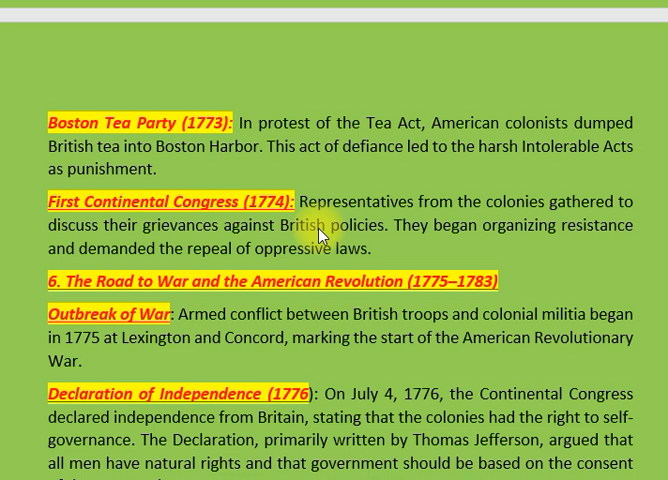 Boston Tea Party (1773): In protest of the Tea Act, American colonists dumped
British tea into Boston Harbor. This act of defiance led to the harsh Intolerable Acts
as punishment.
First Continental Congress (1774): Representatives from the colonies gathered to
discuss their grievances against British policies. They began organizing resistance
and demanded the repeal of oppressive laws.
6. The Road to War and the American Revolution (1775–1783)
Outbreak of War: Armed conflict between British troops and colonial militia began
in 1775 at Lexington and Concord, marking the start of the American Revolutionary
War.
Declaration of Independence (1776): On July 4, 1776, the Continental Congress
declared independence from Britain, stating that the colonies had the right to self-
governance. The Declaration, primarily written by Thomas Jefferson, argued that
all men have natural rights and that government should be based on the consent